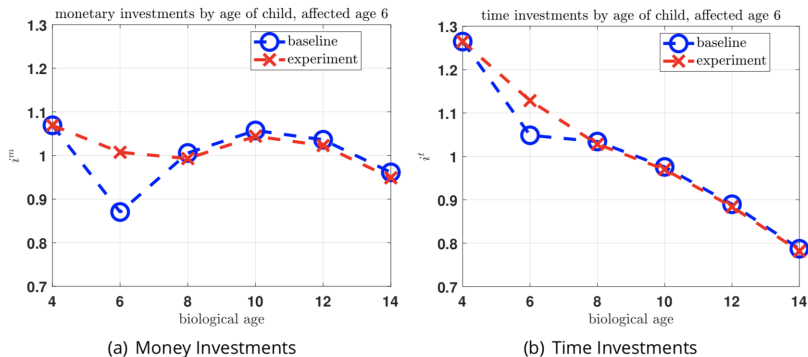 monetary investments by age of child, affected age 6
1.3
1.2
1.1
1
0.9
0.8
0.7
i^m
baseline
experiment
4 6 8 10 12 14
biological age
(a) Money Investments
time investments by age of child, affected age 6
1.3
1.2
1.1
1
0.9
0.8
0.7
i^t
baseline
experiment
4 6 8 10 12 14
biological age
(b) Time Investments